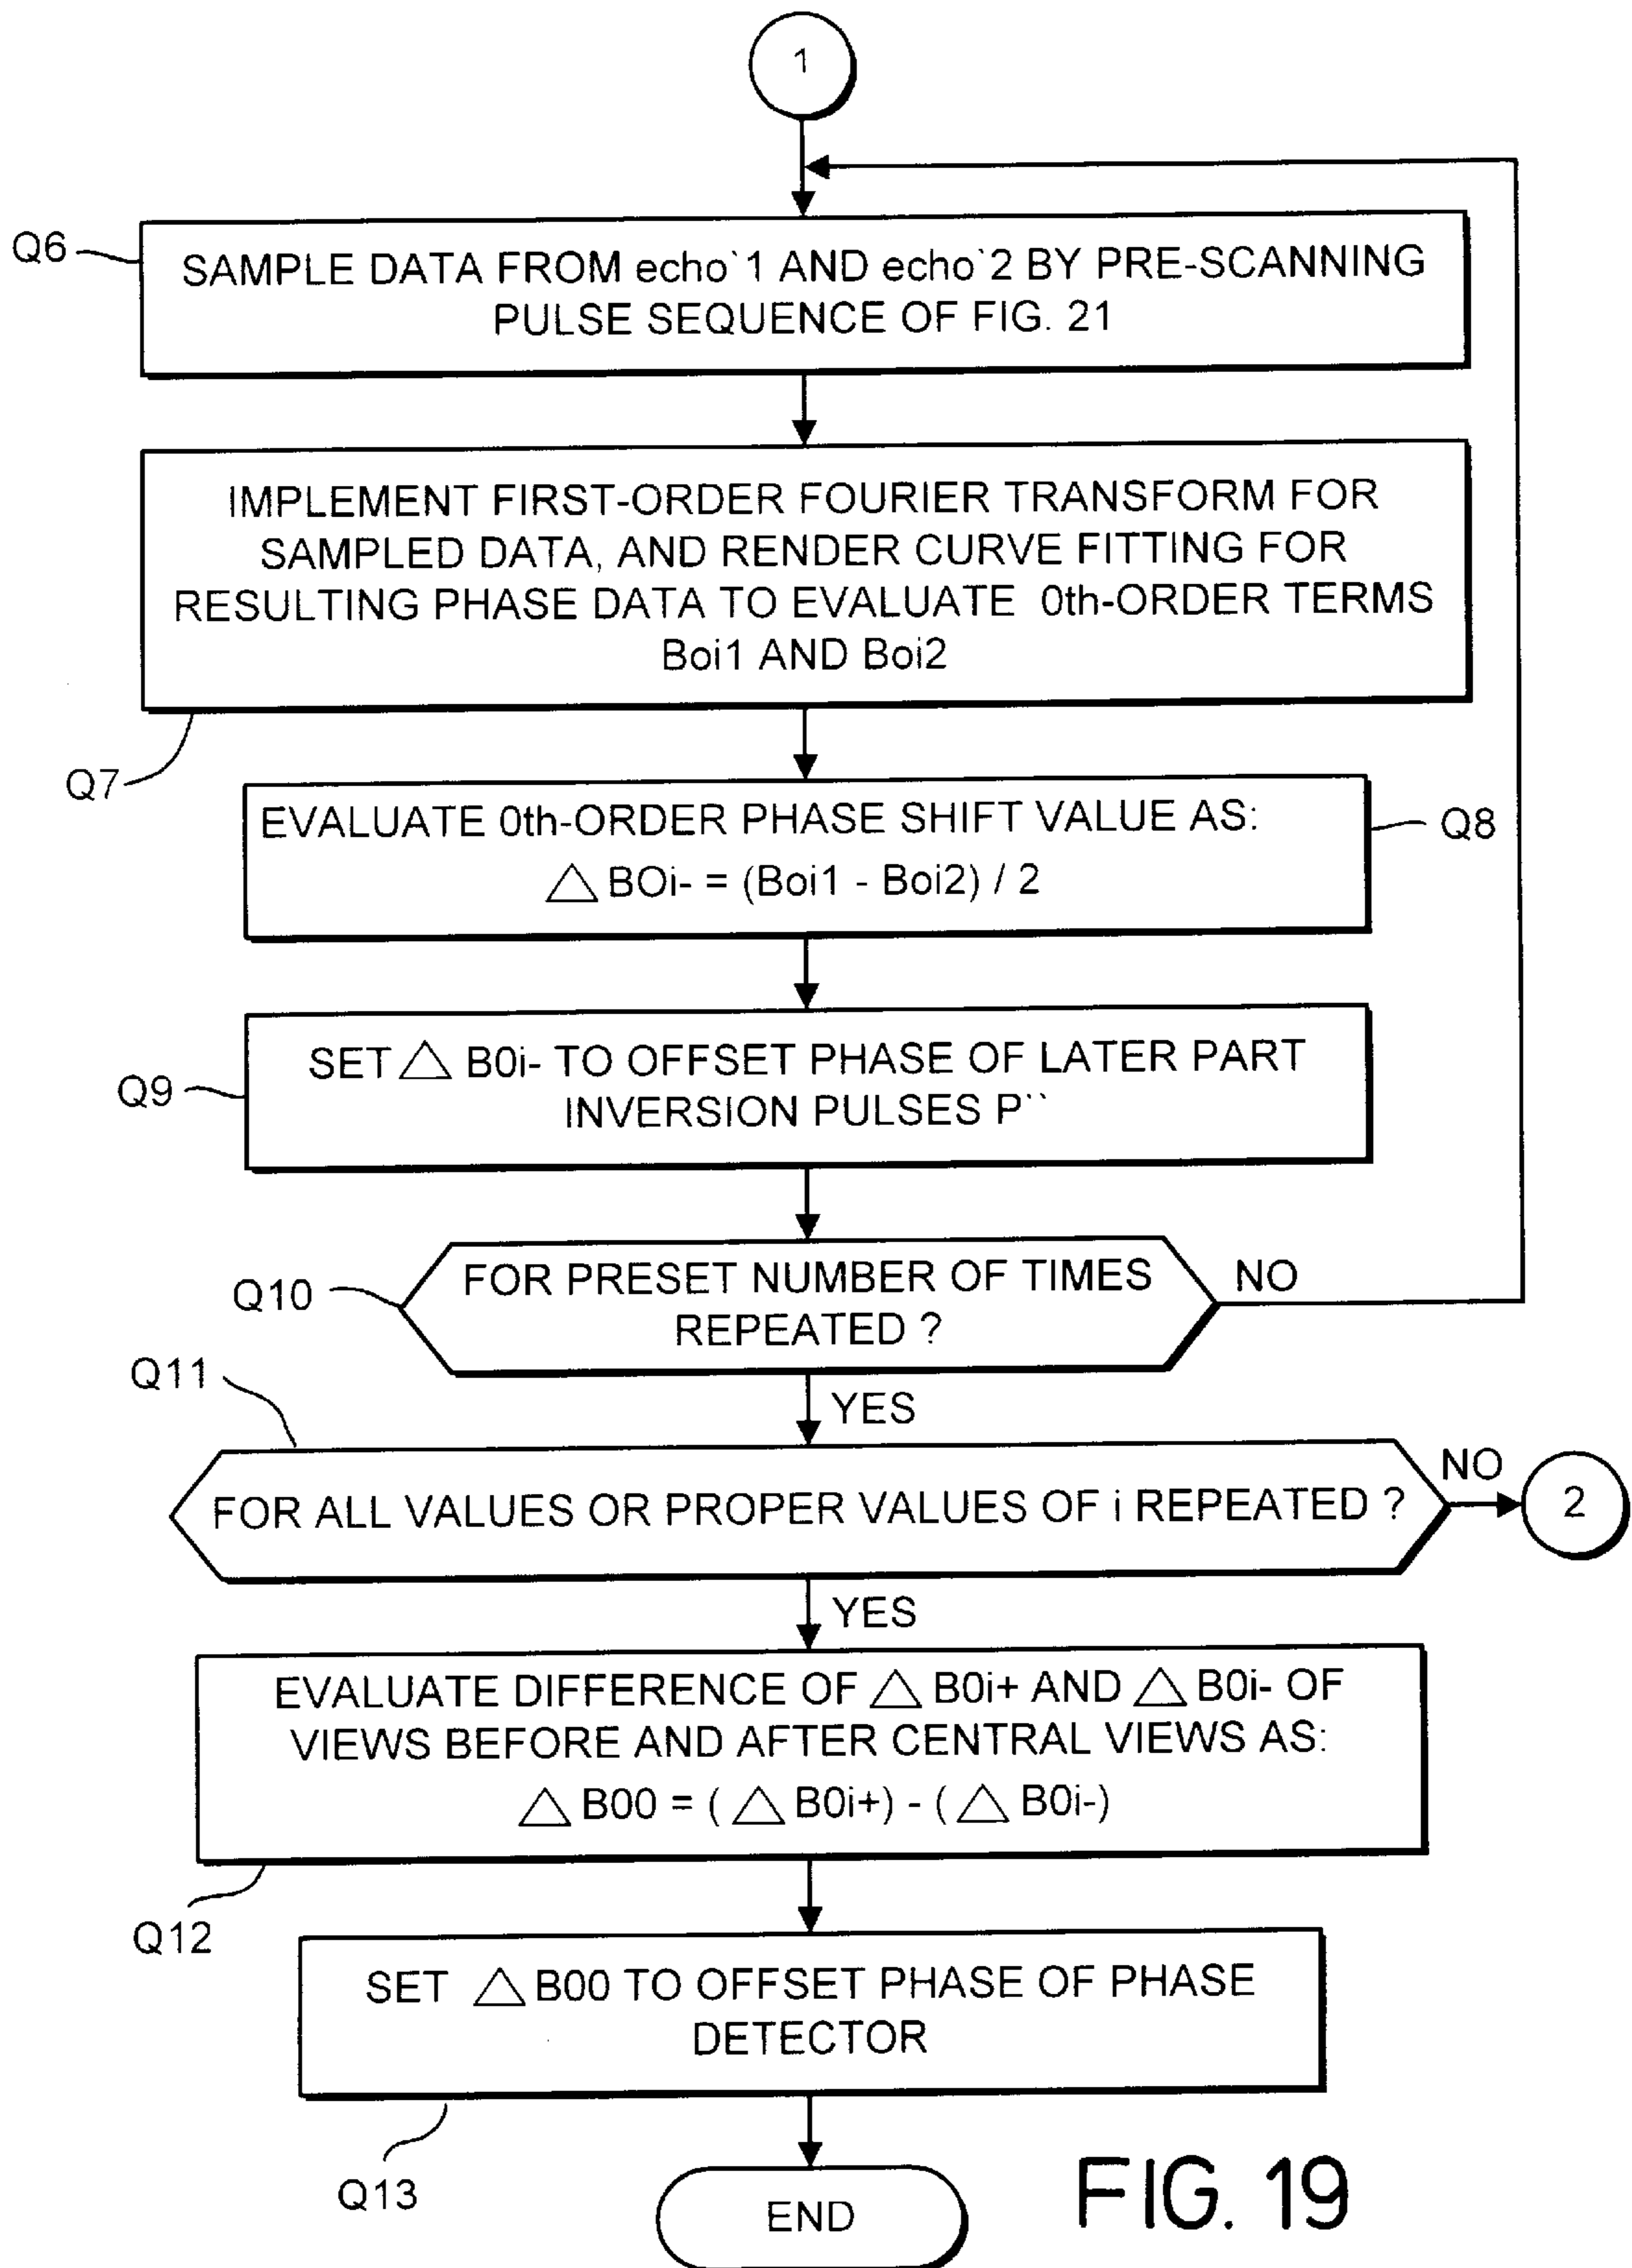 1
Q6
SAMPLE DATA FROM echo`1 AND echo`2 BY PRE-SCANNING
PULSE SEQUENCE OF FIG. 21
IMPLEMENT FIRST-ORDER FOURIER TRANSFORM FOR
SAMPLED DATA, AND RENDER CURVE FITTING FOR
RESULTING PHASE DATA TO EVALUATE 0th-ORDER TERMS
Boi1 AND Boi2
Q7
EVALUATE 0th-ORDER PHASE SHIFT VALUE AS:
△ BOi- = (Boi1 - Boi2) / 2
Q8
Q9
SET △ B0i- TO OFFSET PHASE OF LATER PART
INVERSION PULSES P``
Q10
FOR PRESET NUMBER OF TIMES
REPEATED ?
NO
YES
Q11
FOR ALL VALUES OR PROPER VALUES OF i REPEATED ?
NO
2
YES
EVALUATE DIFFERENCE OF △ B0i+ AND △ B0i- OF
VIEWS BEFORE AND AFTER CENTRAL VIEWS AS:
△ B00 = ( △ B0i+) - ( △ B0i-)
Q12
SET △ B00 TO OFFSET PHASE OF PHASE
DETECTOR
Q13
END
FIG. 19